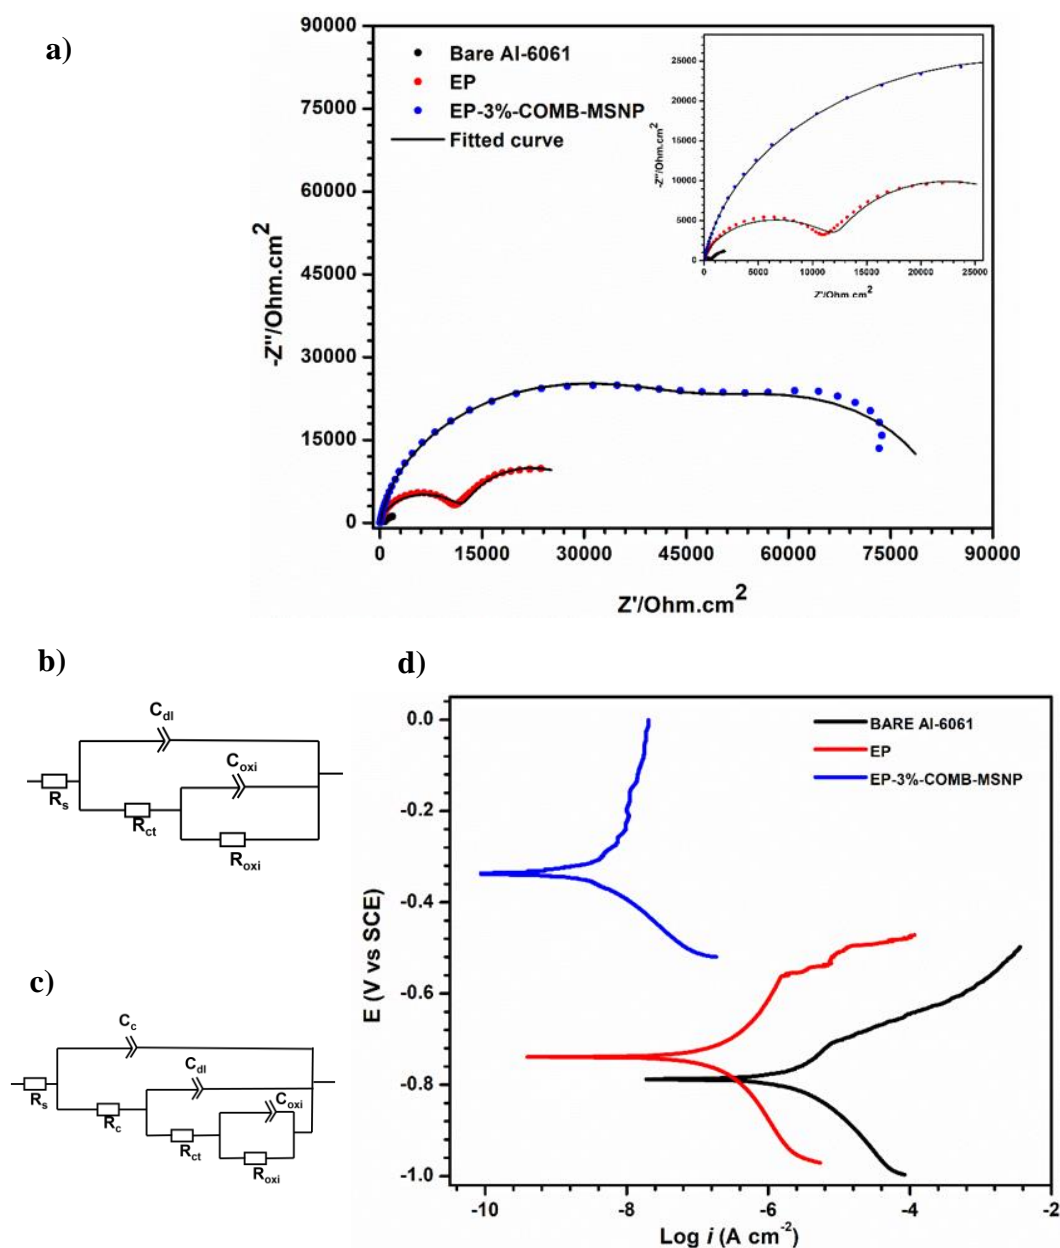 a)
90000
75000
60000
45000
30000
15000
0
-Z''/Ohm.cm2
Bare Al-6061
EP
EP-3%-COMB-MSNP
Fitted curve
25000
20000
15000
10000
5000
0
-Z''/Ohm.cm2
0
5000
10000
15000
20000
25000
Z'/Ohm.cm2
0
15000
30000
45000
60000
75000
90000
Z'/Ohm.cm2
b)
Cdl
Coxi
Rs
Rct
Roxi
c)
Cc
Cdl
Coxi
Rs
Rc
Rct
Roxi
d)
0.0
-0.2
-0.4
-0.6
-0.8
-1.0
E (V vs SCE)
BARE Al-6061
EP
EP-3%-COMB-MSNP
-10
-8
-6
-4
-2
Log i (A cm-2)